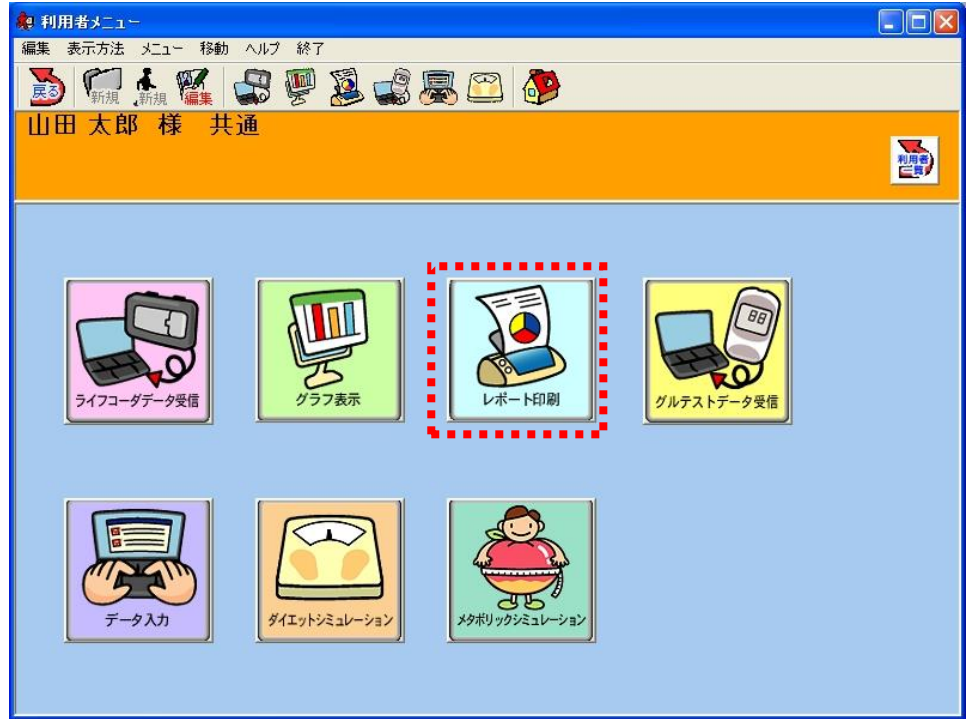 利用者メニュー
編集 表示方法 メニュー 移動 ヘルプ 終了
戻る 新規 新規 編集
山田 太郎 様 共通
利用者
一覧
88
ライフコーダデータ受信 グラフ表示 レポート印刷 グルテストデータ受信
データ入力 ダイエットシミュレーション メタボリックシミュレーション